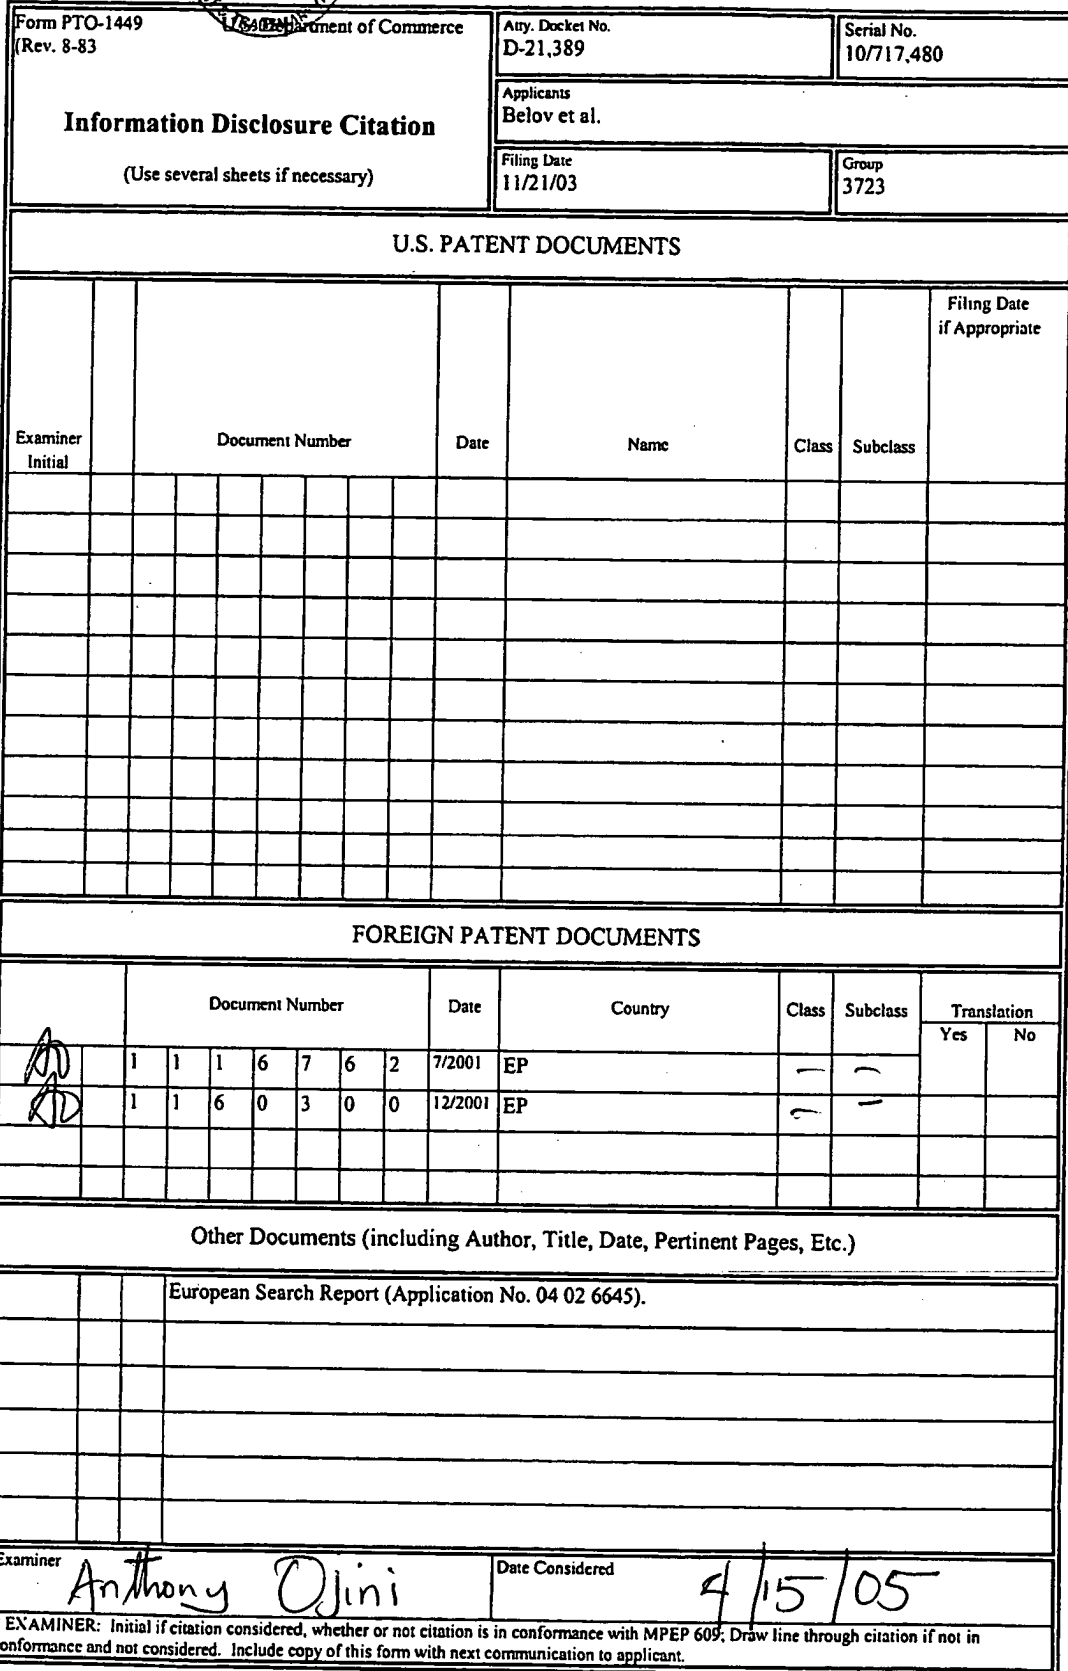 Form PTO-1449
(Rev. 8-83
Department of Commerce
Information Disclosure Citation
(Use several sheets if necessary)
Atty. Docket No.
D-21,389
Serial No.
10/717,480
Applicants
Belov et al.
Filing Date
11/21/03
Group
3723
U.S. PATENT DOCUMENTS
Examiner Initial Document Number Date Name Class Subclass Filing Date if Appropriate
FOREIGN PATENT DOCUMENTS
Document Number Date Country Class Subclass Translation
Yes No
1 1 1 6 7 6 2 7/2001 EP — —
1 1 6 0 3 0 0 12/2001 EP — —
Other Documents (including Author, Title, Date, Pertinent Pages, Etc.)
European Search Report (Application No. 04 02 6645).
Examiner Anthony Ojini Date Considered 4/15/05
EXAMINER: Initial if citation considered, whether or not citation is in conformance with MPEP 609; Draw line through citation if not in
onformance and not considered. Include copy of this form with next communication to applicant.